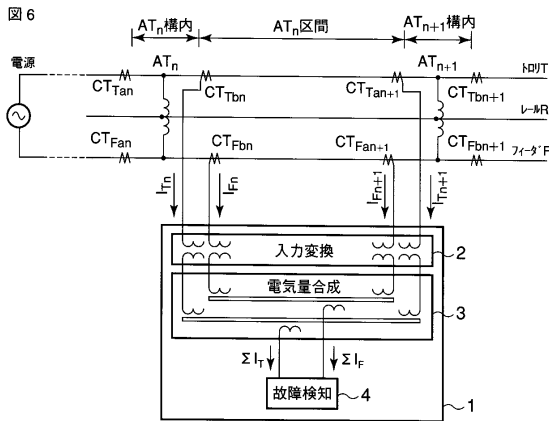 図6
ATn構内
ATn区間
ATn+1構内
電源
ATn
ATn+1
CTTan
CTTbn
CTTan+1
CTTbn+1
トロリT
レールR
CTFan
CTFbn
CTFan+1
CTFbn+1
フィーダF
ITn
IFn
IFn+1
ITn+1
入力変換
2
電気量合成
3
ΣIT
ΣIF
故障検知
4
1